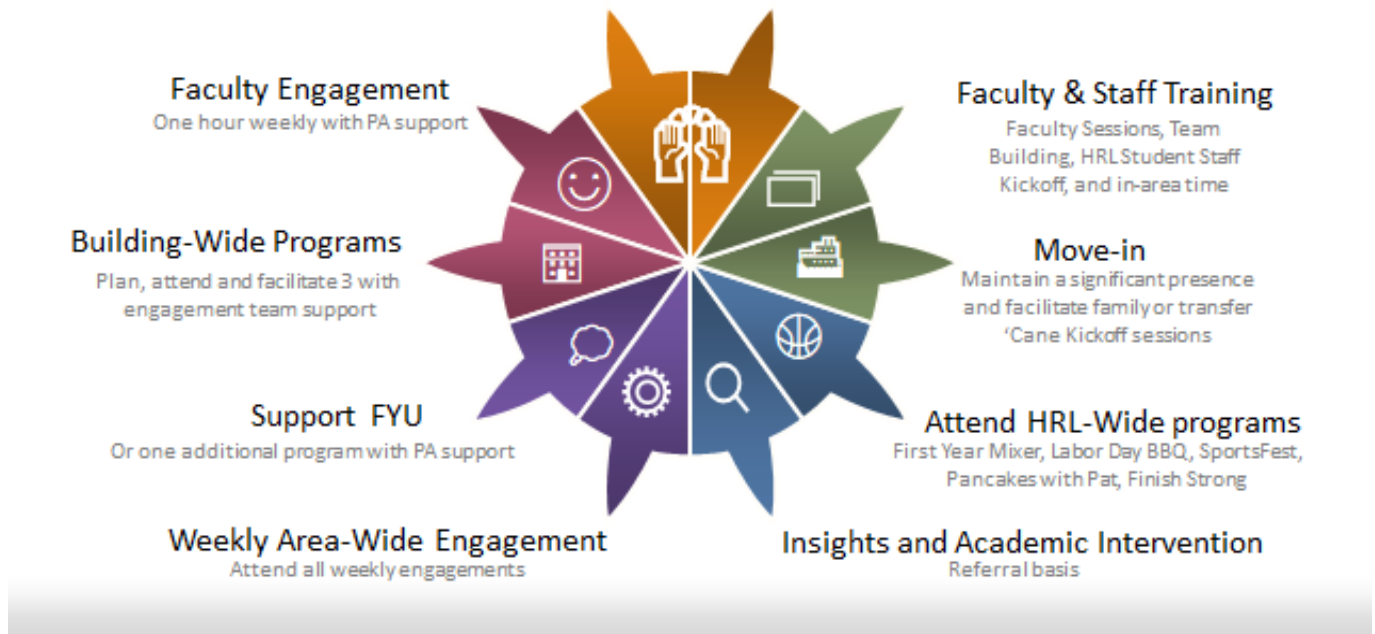 Faculty Engagement
One hour weekly with PA support
Building-Wide Programs
Plan, attend and facilitate 3 with
engagement team support
Support FYU
Or one additional program with PA support
Weekly Area-Wide Engagement
Attend all weekly engagements
Faculty & Staff Training
Faculty Sessions, Team
Building, HRL Student Staff
Kickoff, and in-area time
Move-in
Maintain a significant presence
and facilitate family or transfer
‘Cane Kickoff sessions
Attend HRL-Wide programs
First Year Mixer, Labor Day BBQ, SportsFest,
Pancakes with Pat, Finish Strong
Insights and Academic Intervention
Referral basis